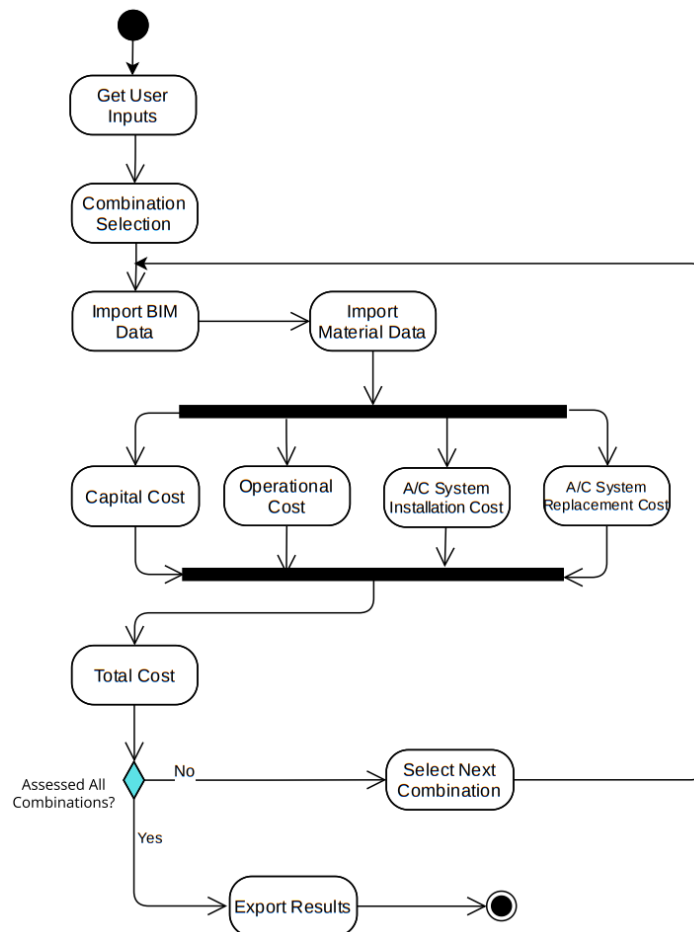 Get User
Inputs
Combination
Selection
Import BIM
Data
Import
Material Data
Capital Cost
Operational
Cost
A/C System
Installation Cost
A/C System
Replacement Cost
Total Cost
Assessed All
Combinations?
No
Select Next
Combination
Yes
Export Results